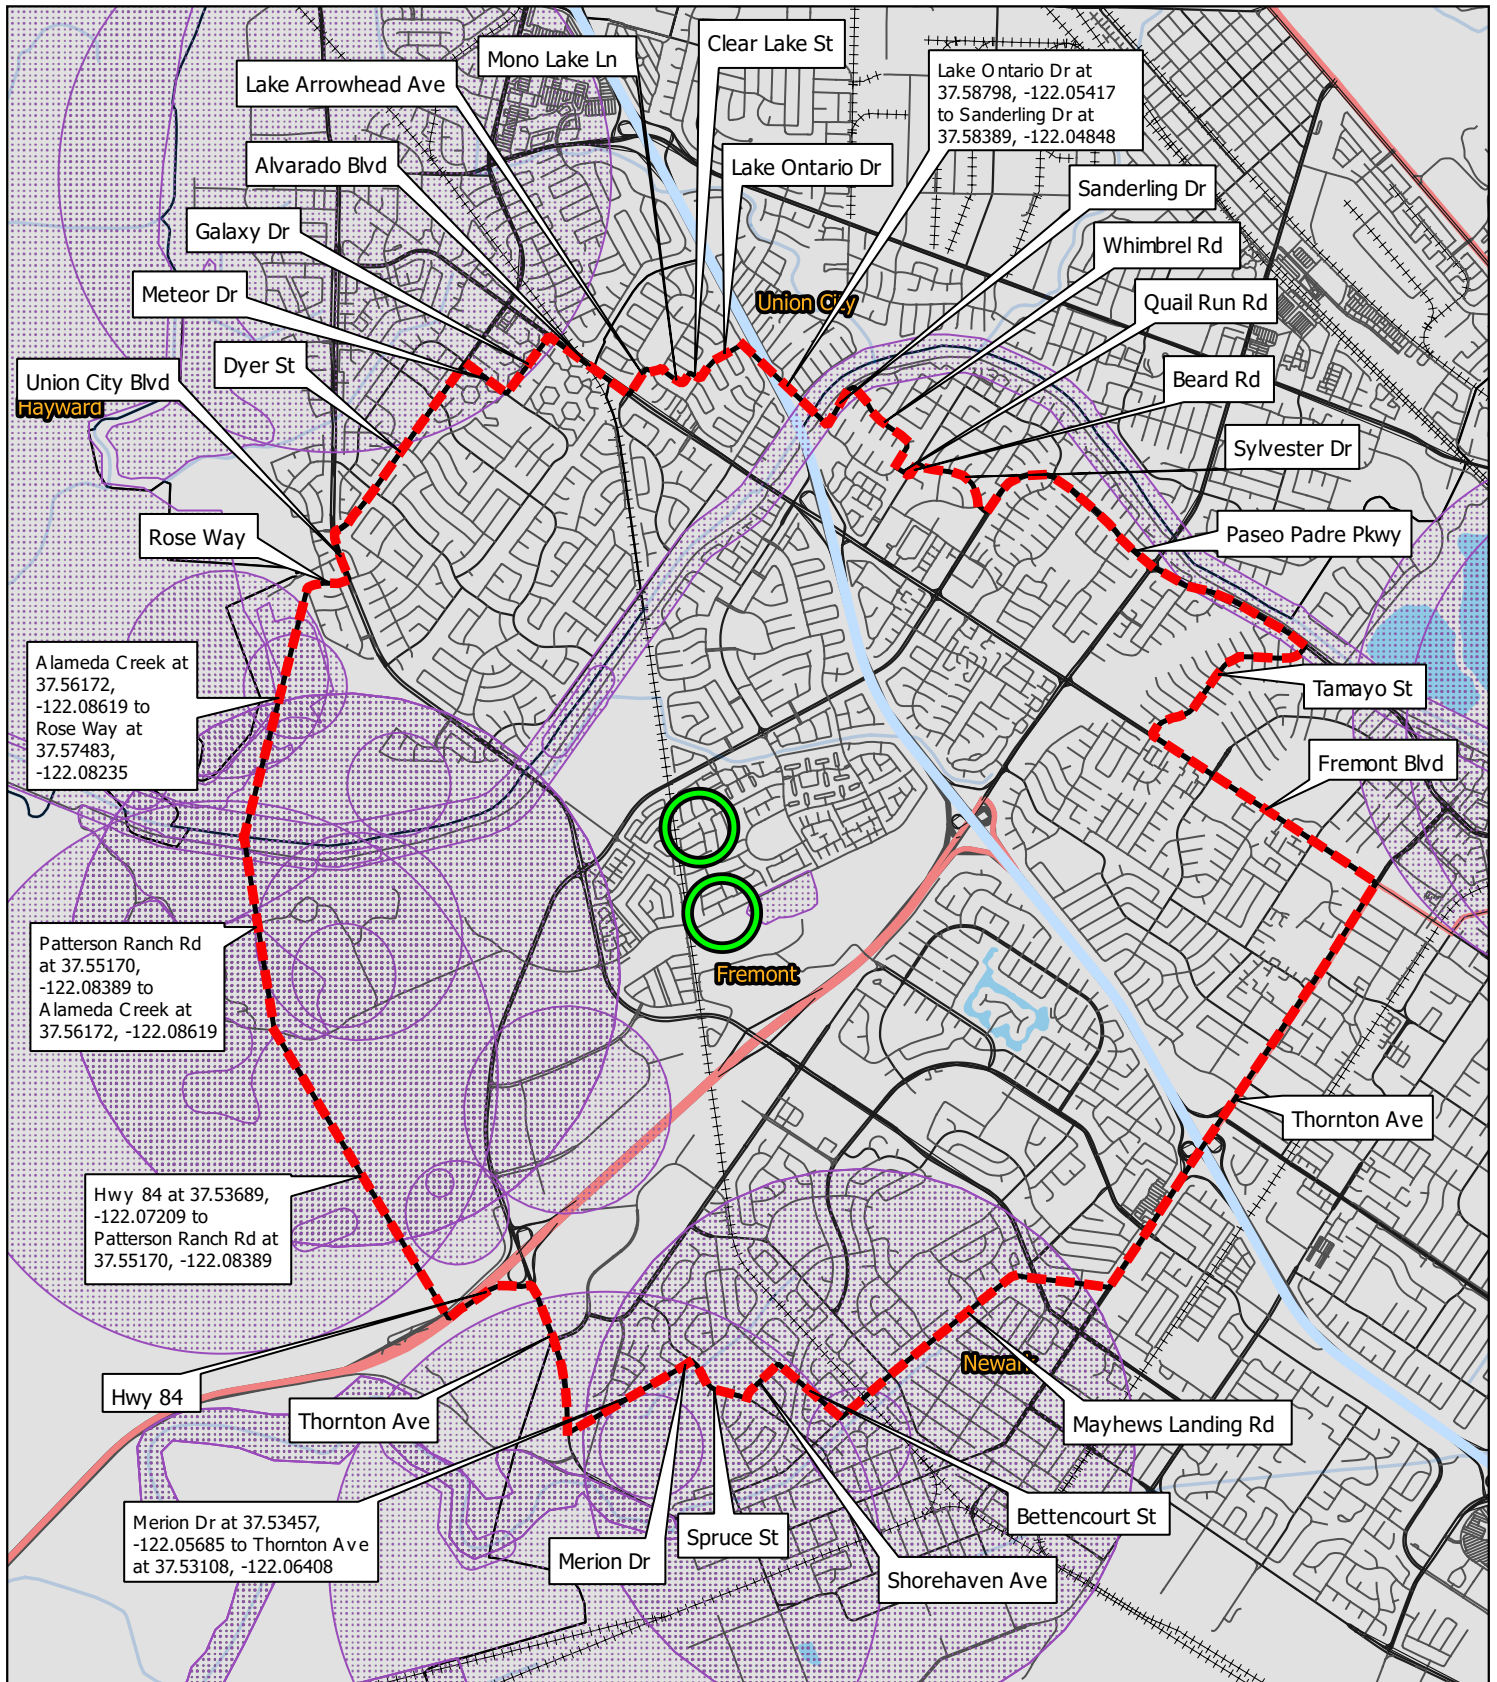 Clear Lake St
Mono Lake Ln
Lake Arrowhead Ave
Lake Ontario Dr at
37.58798, -122.05417
to Sanderling Dr at
37.58389, -122.04848
Alvarado Blvd
Lake Ontario Dr
Sanderling Dr
Galaxy Dr
Whimbrel Rd
Meteor Dr
Union City
Quail Run Rd
Dyer St
Union City Blvd
Beard Rd
Hayward
Sylvester Dr
Rose Way
Paseo Padre Pkwy
Alameda Creek at
37.56172,
-122.08619 to
Rose Way at
37.57483,
-122.08235
Tamayo St
Fremont Blvd
Patterson Ranch Rd
at 37.55170,
-122.08389 to
Alameda Creek at
37.56172, -122.08619
Fremont
Thornton Ave
Hwy 84 at 37.53689,
-122.07209 to
Patterson Ranch Rd at
37.55170, -122.08389
Newark
Hwy 84
Thornton Ave
Mayhews Landing Rd
Merion Dr at 37.53457,
-122.05685 to Thornton Ave
at 37.53108, -122.06408
Bettencourt St
Spruce St
Merion Dr
Shorehaven Ave